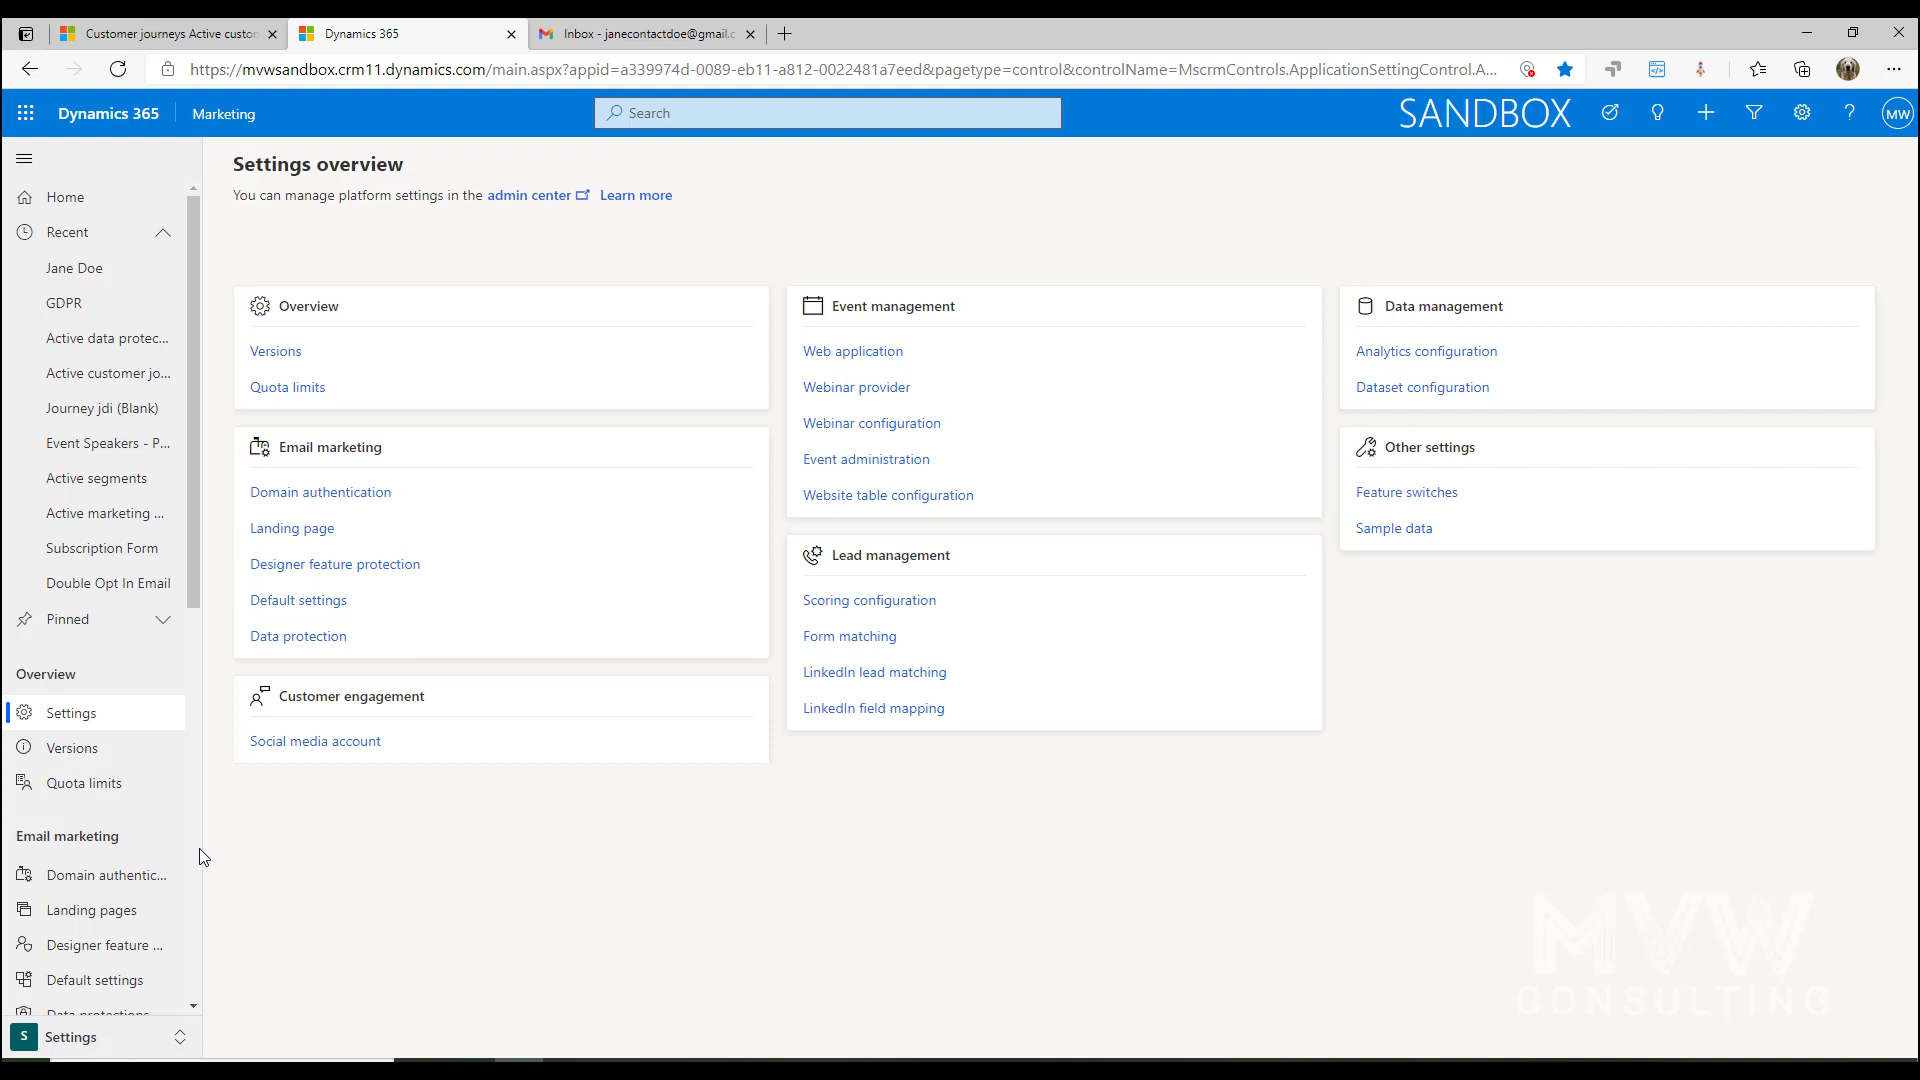 Customer journeys Active custon
Dynamics 365
Inbox - janecontactdoe@gmail.c
https://mvwsandbox.crm11.dynamics.com/main.aspx?appid=a339974d-0089-eb11-a812-0022481a7eed&pagetype=control&controlName=MscrmControls.ApplicationSettingControl.A...
Dynamics 365
Marketing
Search
SANDBOX
MW
Home
Recent
Jane Doe
GDPR
Active data protec...
Active customer jo...
Journey jdi (Blank)
Event Speakers - P...
Active segments
Active marketing ...
Subscription Form
Double Opt In Email
Pinned
Overview
Settings
Versions
Quota limits
Email marketing
Domain authentic...
Landing pages
Designer feature ...
Default settings
Data protections
S
Settings
Settings overview
You can manage platform settings in the admin center Learn more
Overview
Versions
Quota limits
Email marketing
Domain authentication
Landing page
Designer feature protection
Default settings
Data protection
Customer engagement
Social media account
Event management
Web application
Webinar provider
Webinar configuration
Event administration
Website table configuration
Lead management
Scoring configuration
Form matching
LinkedIn lead matching
LinkedIn field mapping
Data management
Analytics configuration
Dataset configuration
Other settings
Feature switches
Sample data
MVW
CONSULTING